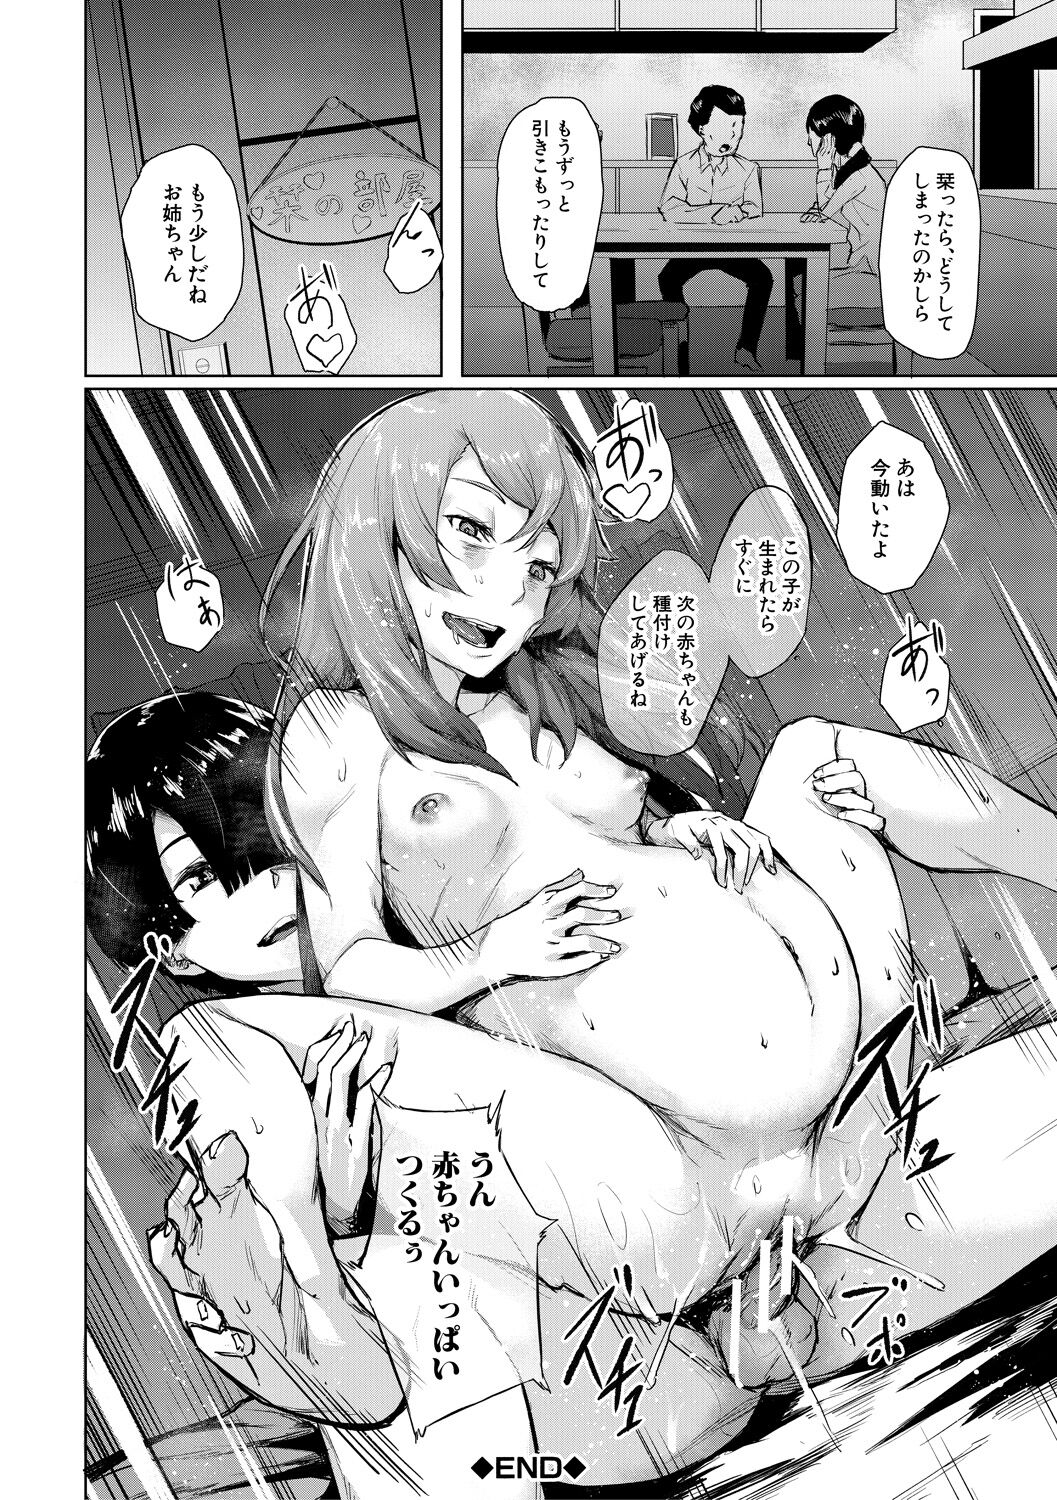 栞ったら、どうして
しまったのかしら
もうずっと
引きこもったりして
栞の部屋
んっ
あ♡
もう少しだね
お姉ちゃん
あは
今動いたよ
この子が
生まれたら
すぐに
次の赤ちゃんも
種付け
してあげるね
あ゛っ♡
あ゛っ
はぁ
うん
赤ちゃんいっぱい
つくるぅ
ズチュ
ズチュ
ズチュ
ブポ
◆END◆